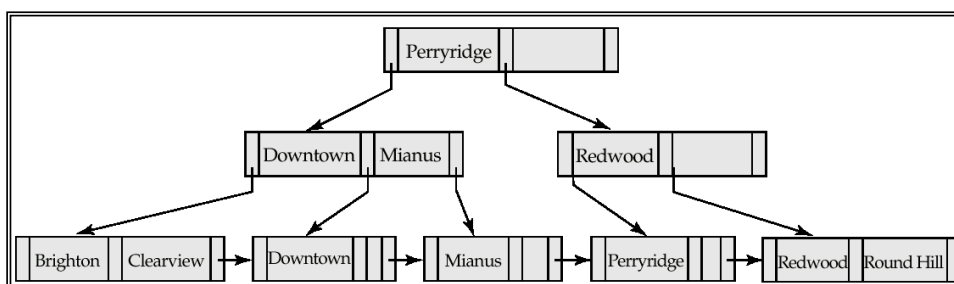 Perryridge
Downtown Mianus Redwood
Brighton Clearview Downtown Mianus Perryridge Redwood Round Hill